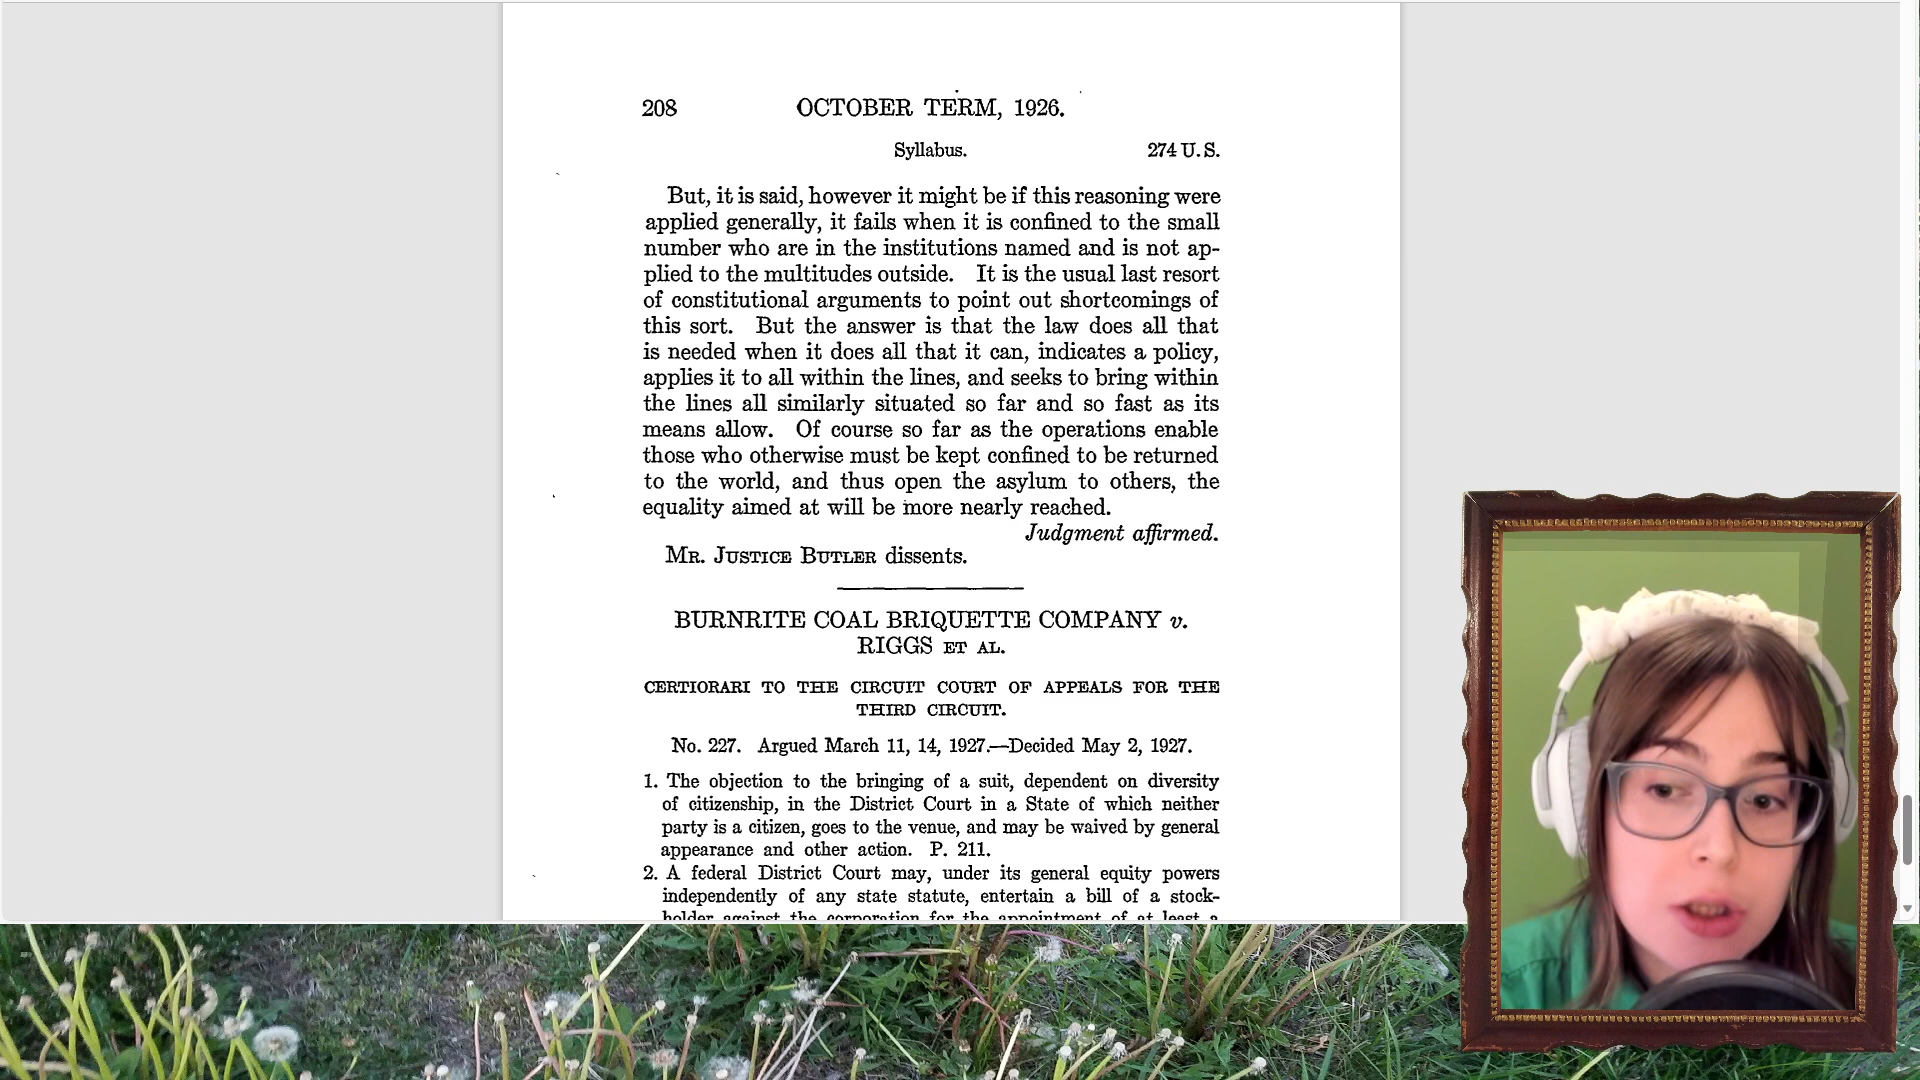 208 OCTOBER TERM, 1926.
Syllabus. 274 U. S.
But, it is said, however it might be if this reasoning were
applied generally, it fails when it is confined to the small
number who are in the institutions named and is not ap-
plied to the multitudes outside. It is the usual last resort
of constitutional arguments to point out shortcomings of
this sort. But the answer is that the law does all that
is needed when it does all that it can, indicates a policy,
applies it to all within the lines, and seeks to bring within
the lines all similarly situated so far and so fast as its
means allow. Of course so far as the operations enable
those who otherwise must be kept confined to be returned
to the world, and thus open the asylum to others, the
equality aimed at will be more nearly reached.
Judgment affirmed.
MR. JUSTICE BUTLER dissents.
BURNRITE COAL BRIQUETTE COMPANY v.
RIGGS ET AL.
CERTIORARI TO THE CIRCUIT COURT OF APPEALS FOR THE
THIRD CIRCUIT.
No. 227. Argued March 11, 14, 1927.—Decided May 2, 1927.
1. The objection to the bringing of a suit, dependent on diversity
of citizenship, in the District Court in a State of which neither
party is a citizen, goes to the venue, and may be waived by general
appearance and other action. P. 211.
2. A federal District Court may, under its general equity powers
independently of any state statute, entertain a bill of a stock-
holder against the corporation for the appointment of at least a